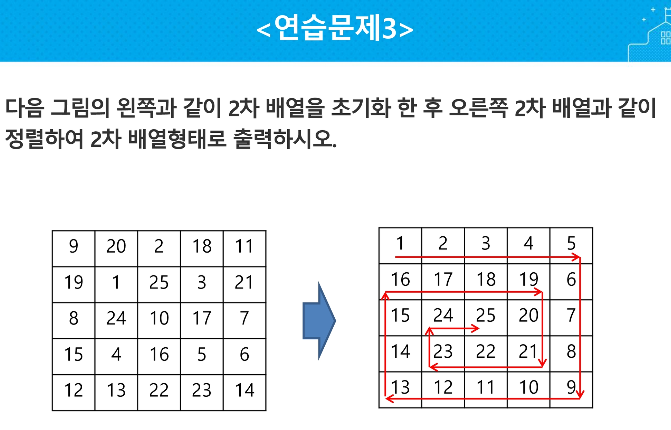 <연습문제3>
다음 그림의 왼쪽과 같이 2차 배열을 초기화 한 후 오른쪽 2차 배열과 같이
정렬하여 2차 배열형태로 출력하시오.
9 20 2 18 11
19 1 25 3 21
8 24 10 17 7
15 4 16 5 6
12 13 22 23 14
1 2 3 4 5
16 17 18 19 6
15 24 25 20 7
14 23 22 21 8
13 12 11 10 9